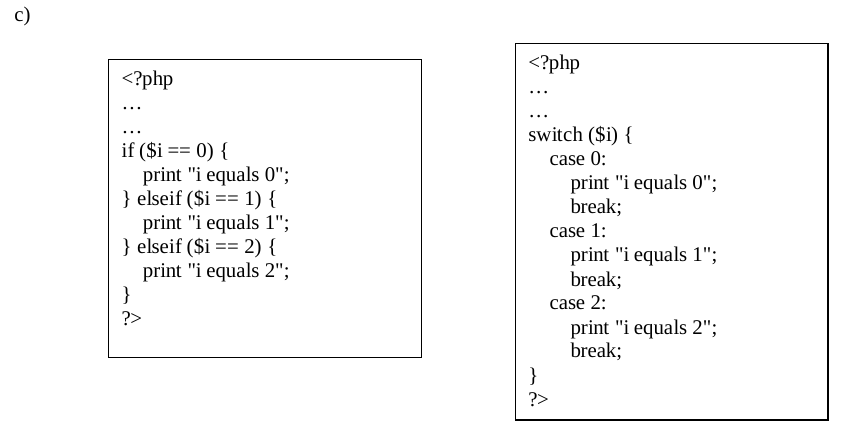 c)
<?php
…
…
if ($i == 0) {
    print "i equals 0";
} elseif ($i == 1) {
    print "i equals 1";
} elseif ($i == 2) {
    print "i equals 2";
}
?>
<?php
…
…
switch ($i) {
    case 0:
        print "i equals 0";
        break;
    case 1:
        print "i equals 1";
        break;
    case 2:
        print "i equals 2";
        break;
}
?>